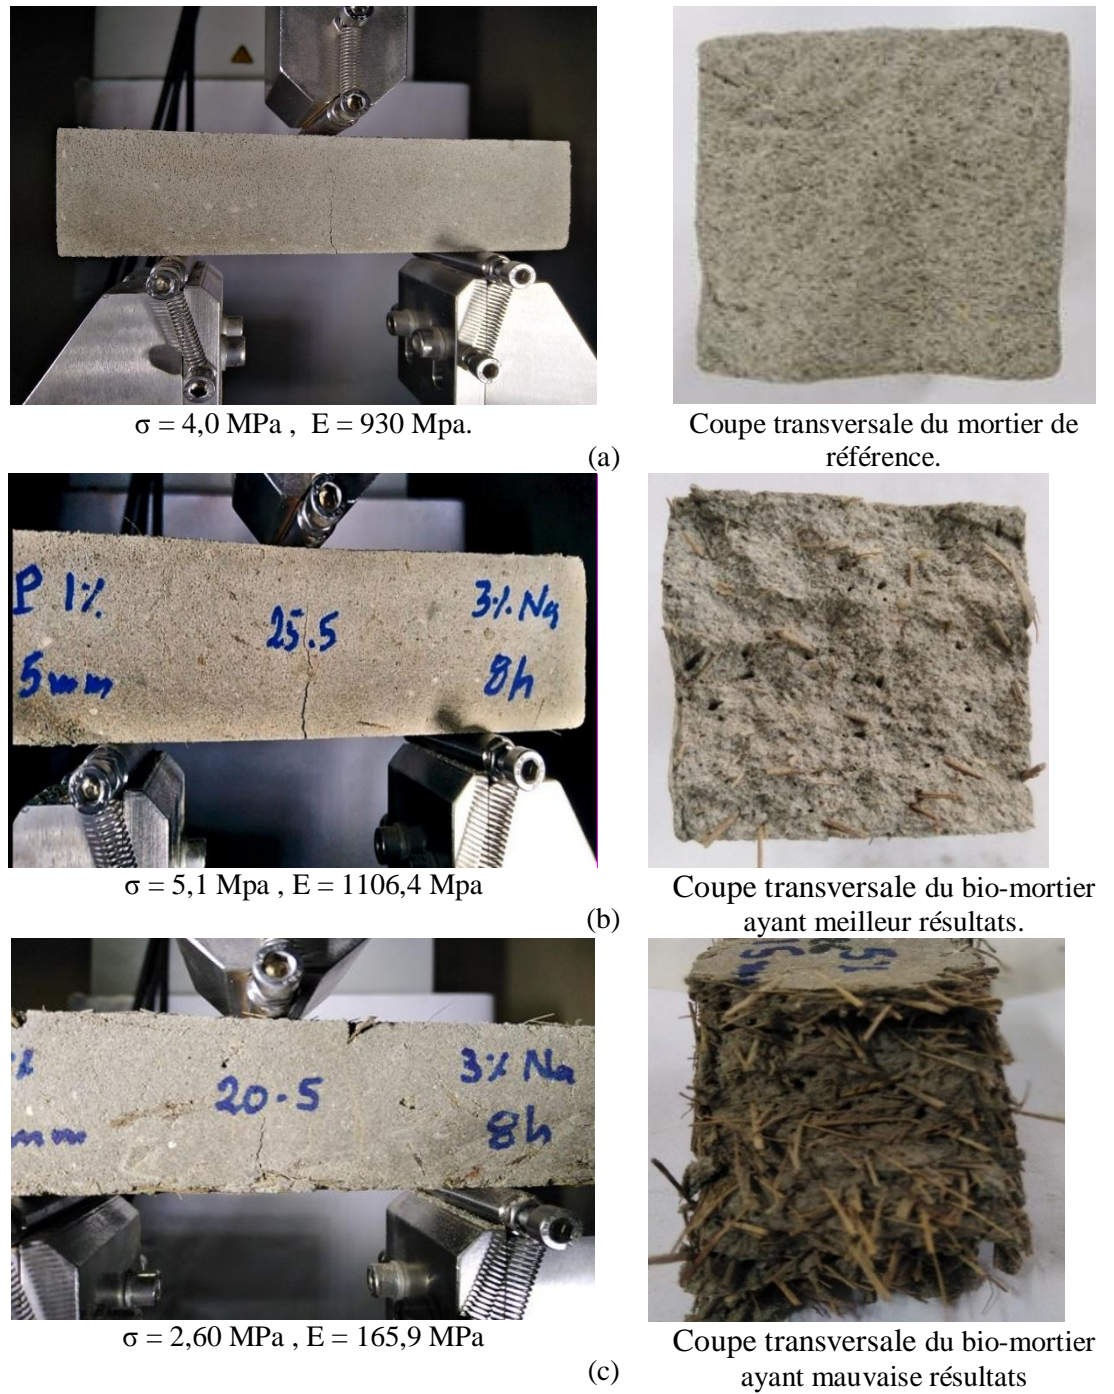 σ = 4,0 MPa , E = 930 Mpa.
Coupe transversale du mortier de
référence.
(a)
P 1%
5mm
25.5
3% Na
8h
σ = 5,1 Mpa , E = 1106,4 Mpa
Coupe transversale du bio-mortier
ayant meilleur résultats.
(b)
%
mm
20.5
3% Na
8h
5%
σ = 2,60 MPa , E = 165,9 MPa
Coupe transversale du bio-mortier
ayant mauvaise résultats
(c)